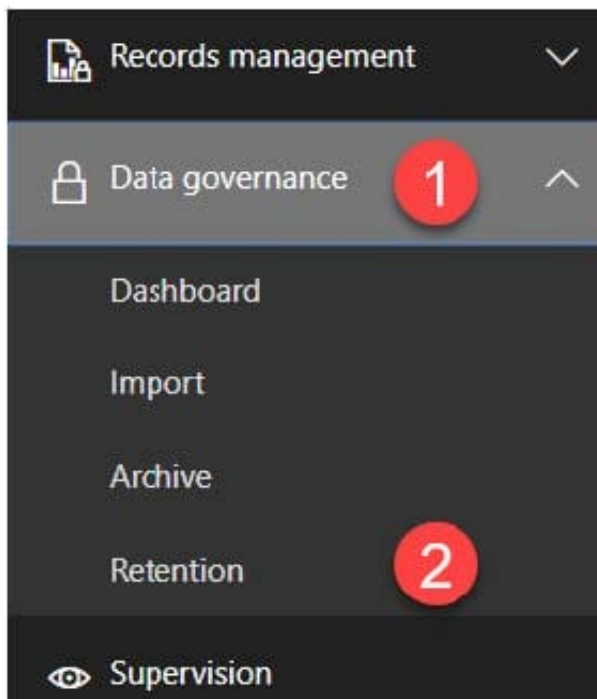 Records management
Data governance 1
Dashboard
Import
Archive
Retention 2
Supervision